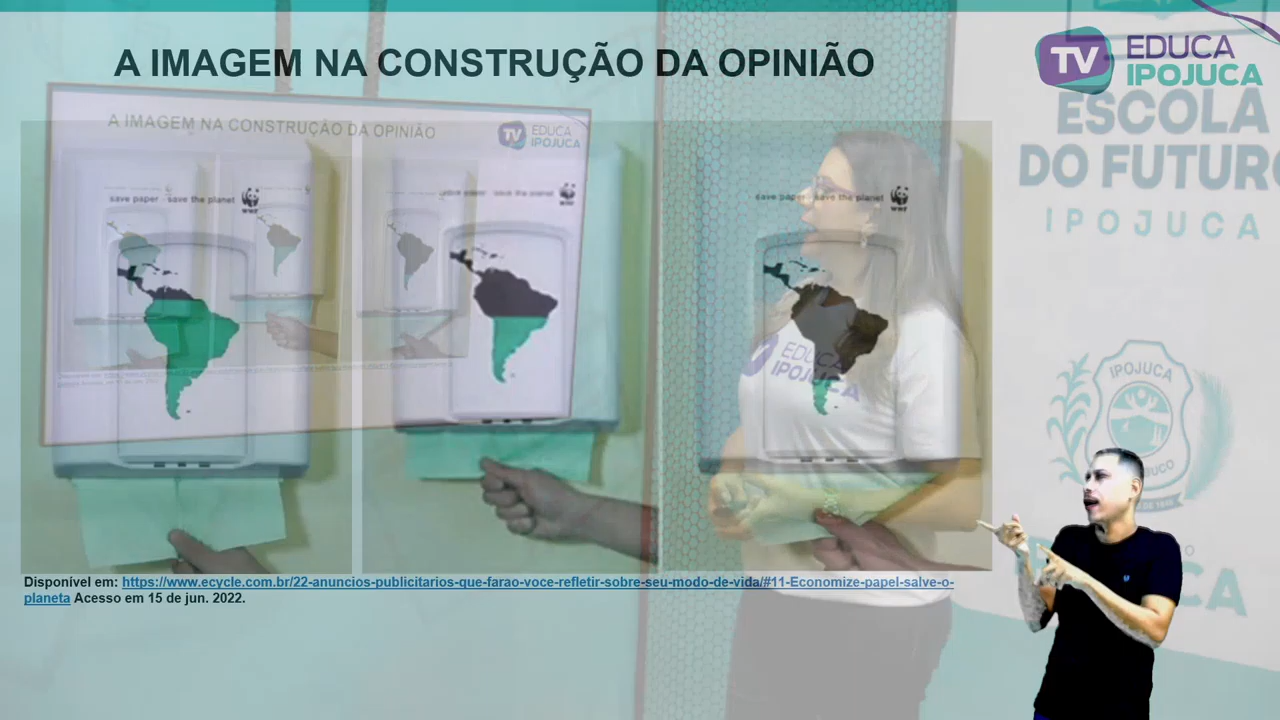 A IMAGEM NA CONSTRUÇÃO DA OPINIÃO
TV EDUCA
IPOJUCA
ESCOLA
DO FUTURO
IPOJUCA
A IMAGEM NA CONSTRUÇÃO DA OPINIÃO
TV EDUCA
IPOJUCA
save paper save the planet
WWF
save the planet
WWF
save paper save the planet
WWF
EDUCA
IPOJUCA
IPOJUCA
Disponível em: https://www.ecycle.com.br/22-anuncios-publicitarios-que-farao-voce-refletir-sobre-seu-modo-de-vida/#11-Economize-papel-salve-o-
planeta Acesso em 15 de jun. 2022.